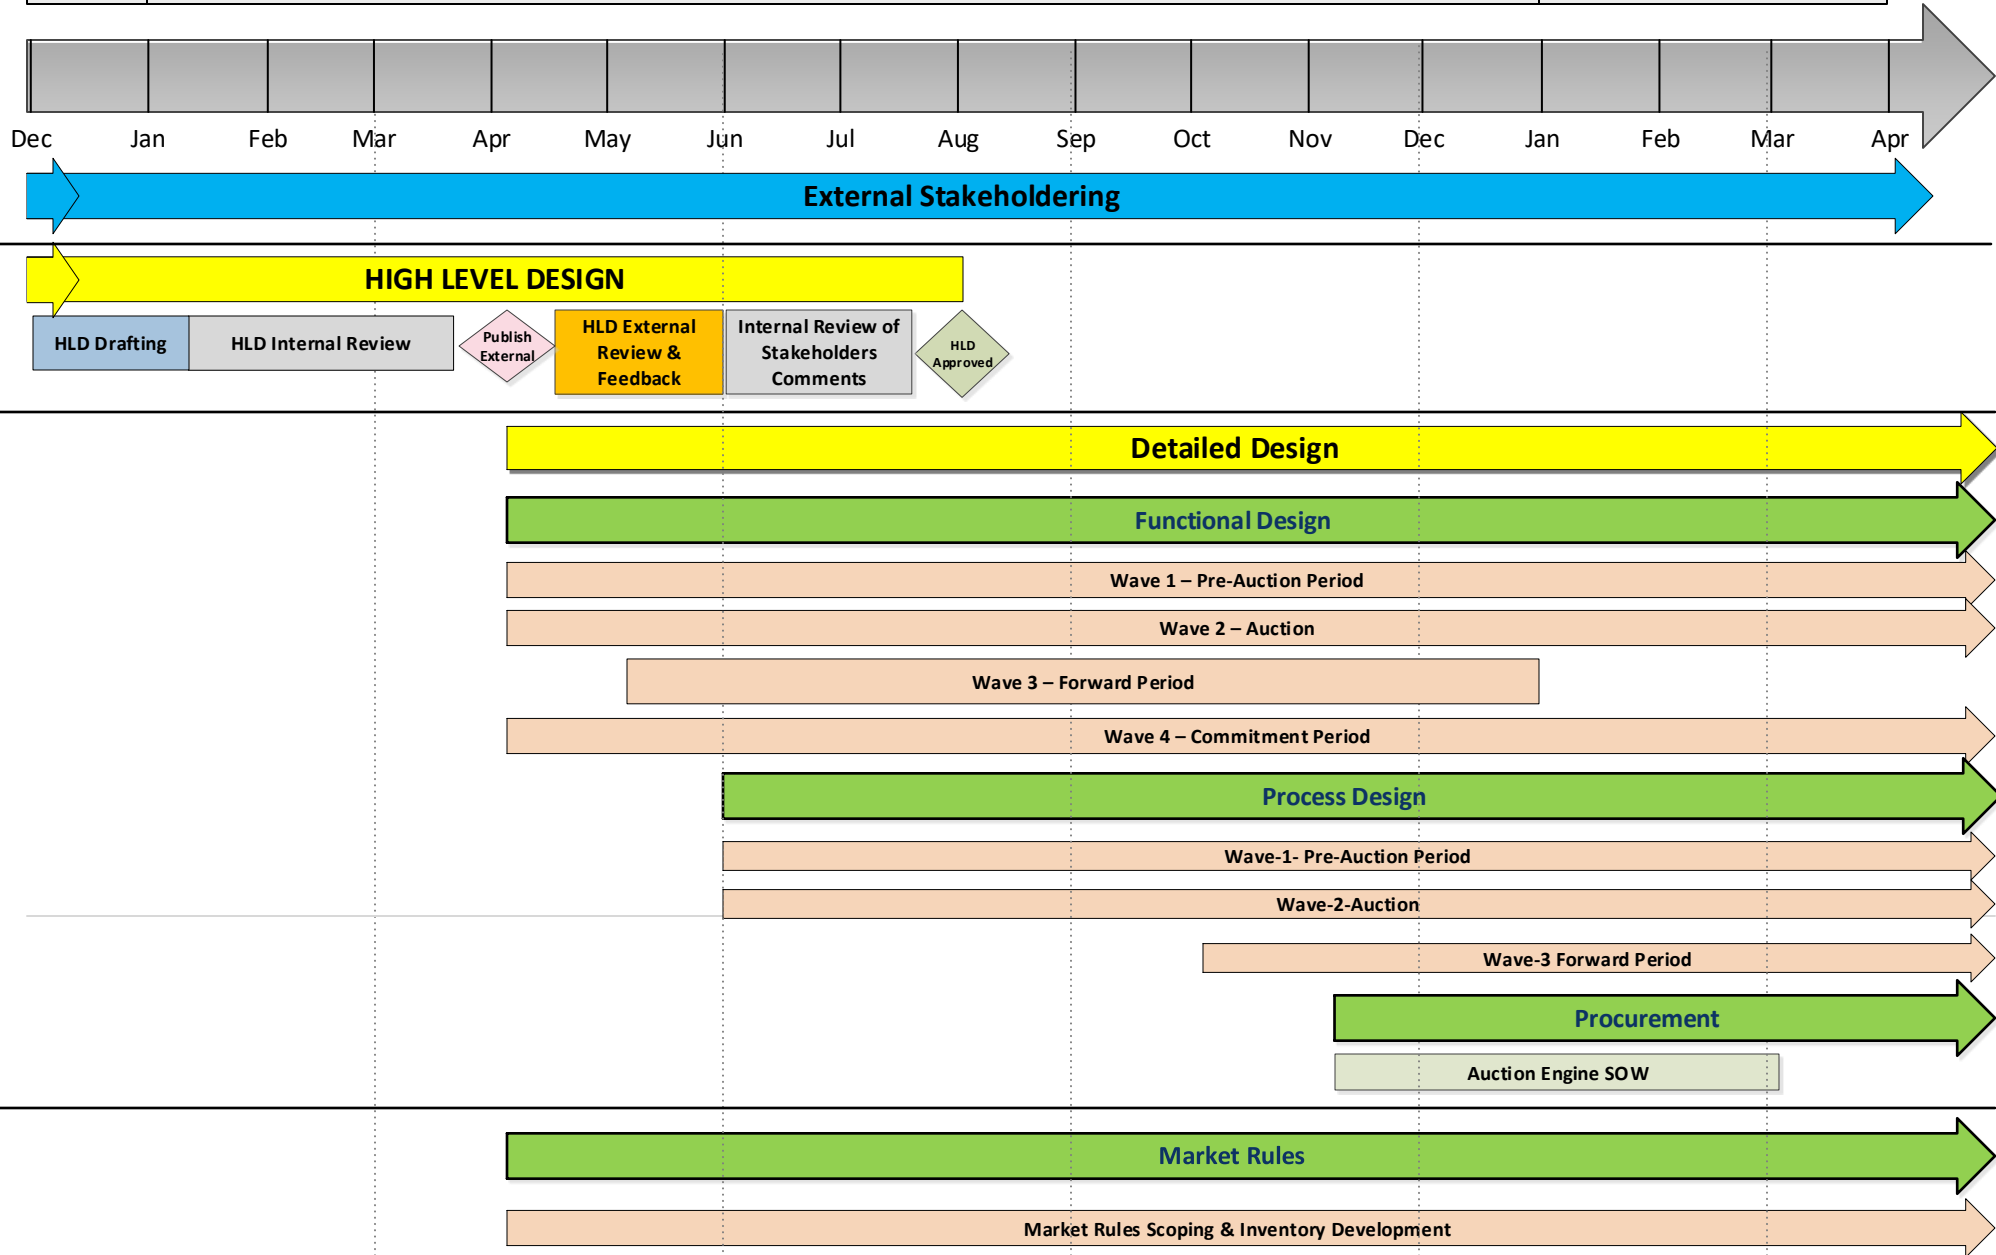 Dec Jan Feb Mar Apr May Jun Jul Aug Sep Oct Nov Dec Jan Feb Mar Apr
External Stakeholdering
HIGH LEVEL DESIGN
HLD Drafting
HLD Internal Review
Publish
External
HLD External
Review &
Feedback
Internal Review of
Stakeholders
Comments
HLD
Approved
Detailed Design
Functional Design
Wave 1 – Pre-Auction Period
Wave 2 – Auction
Wave 3 – Forward Period
Wave 4 – Commitment Period
Process Design
Wave-1- Pre-Auction Period
Wave-2-Auction
Wave-3 Forward Period
Procurement
Auction Engine SOW
Market Rules
Market Rules Scoping & Inventory Development